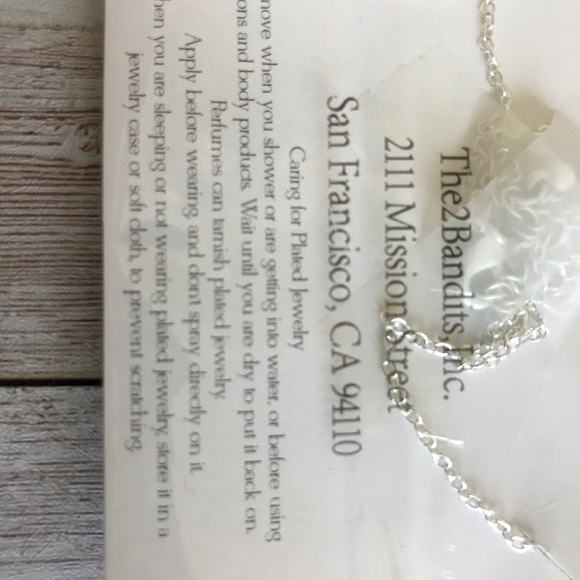 The2Bandits, Inc.
2111 Mission Street
San Francisco, CA 94110
Caring for Plated Jewelry
move when you shower or are getting into water, or before using
ons and body products. Wait until you are dry to put it back on.
Perfumes can tarnish plated jewelry.
Apply before wearing, and don't spray directly on it.
hen you are sleeping or not wearing plated jewelry, store it in a
jewelry case or soft cloth, to prevent scratching.